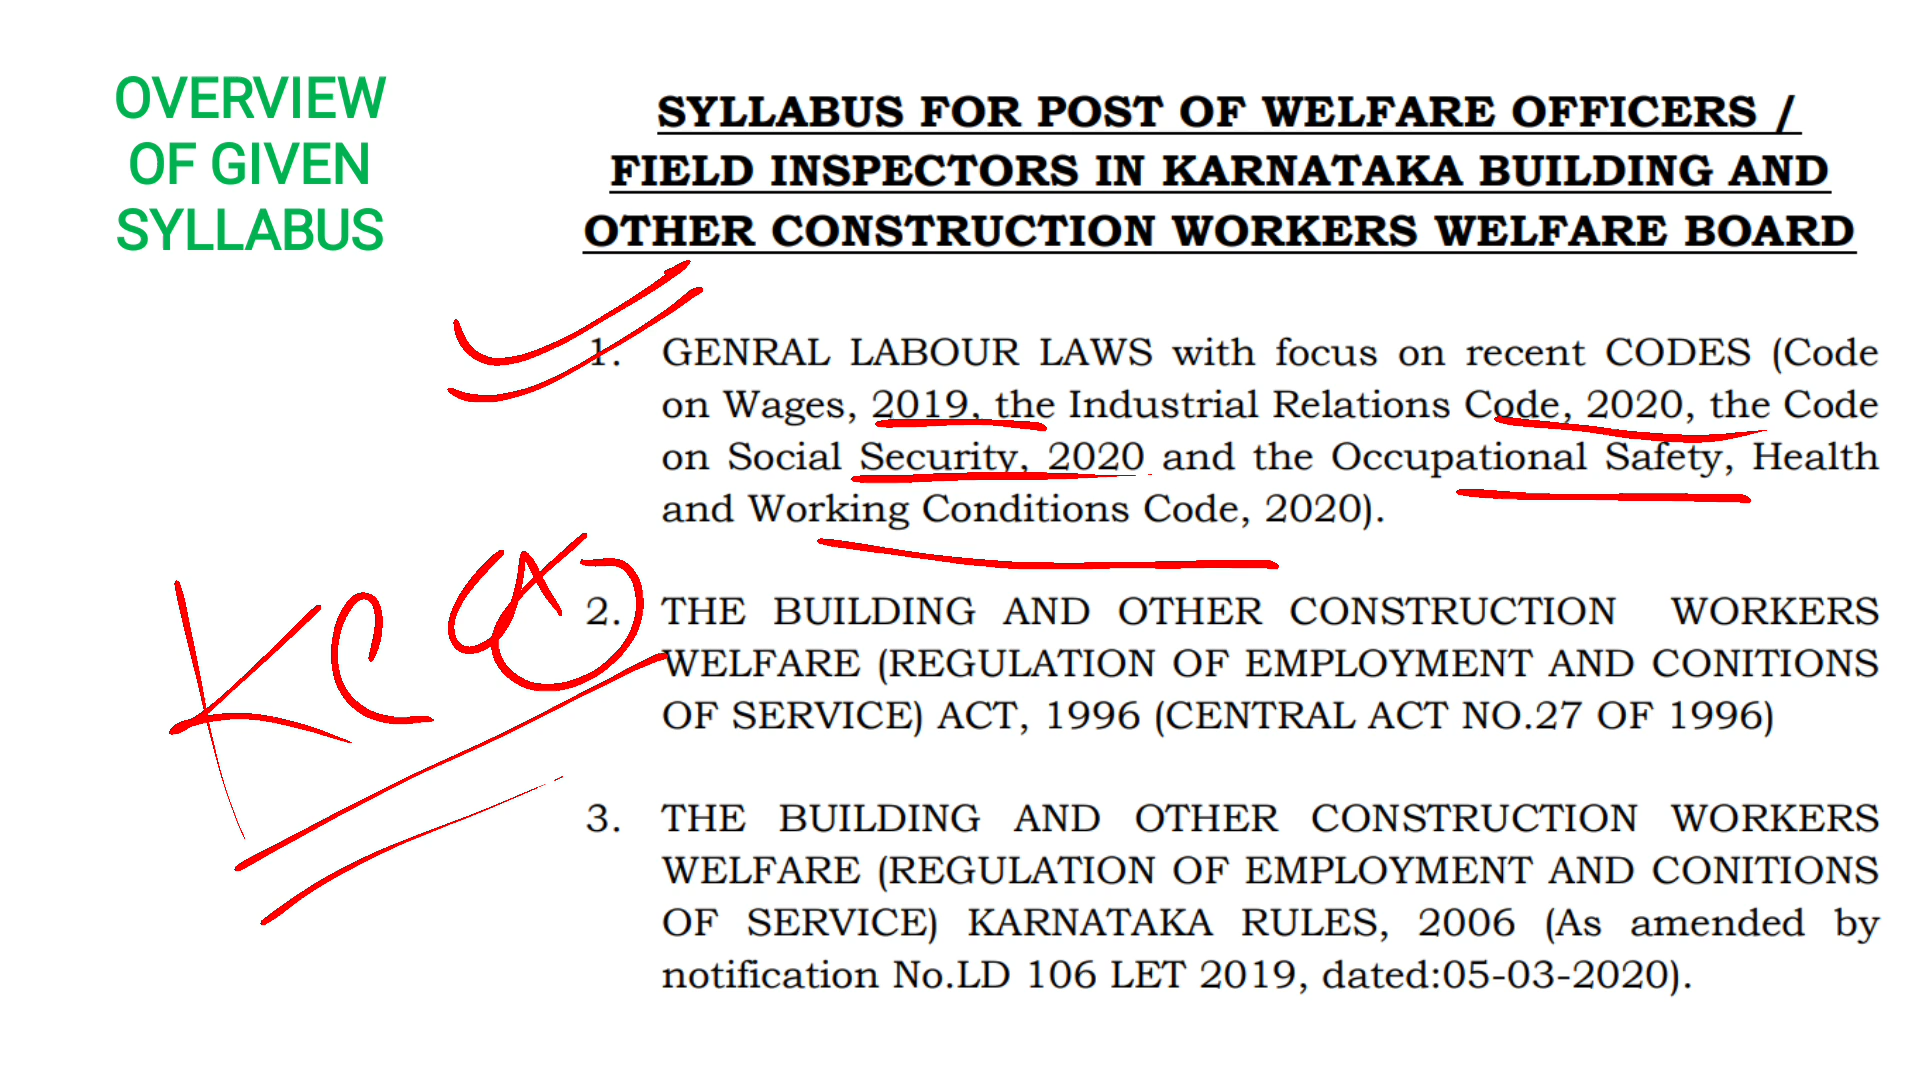 OVERVIEW
OF GIVEN
SYLLABUS
SYLLABUS FOR POST OF WELFARE OFFICERS /
FIELD INSPECTORS IN KARNATAKA BUILDING AND
OTHER CONSTRUCTION WORKERS WELFARE BOARD
1. GENRAL LABOUR LAWS with focus on recent CODES (Code
on Wages, 2019, the Industrial Relations Code, 2020, the Code
on Social Security, 2020 and the Occupational Safety, Health
and Working Conditions Code, 2020).
2. THE BUILDING AND OTHER CONSTRUCTION WORKERS
WELFARE (REGULATION OF EMPLOYMENT AND CONITIONS
OF SERVICE) ACT, 1996 (CENTRAL ACT NO.27 OF 1996)
3. THE BUILDING AND OTHER CONSTRUCTION WORKERS
WELFARE (REGULATION OF EMPLOYMENT AND CONITIONS
OF SERVICE) KARNATAKA RULES, 2006 (As amended by
notification No.LD 106 LET 2019, dated:05-03-2020).